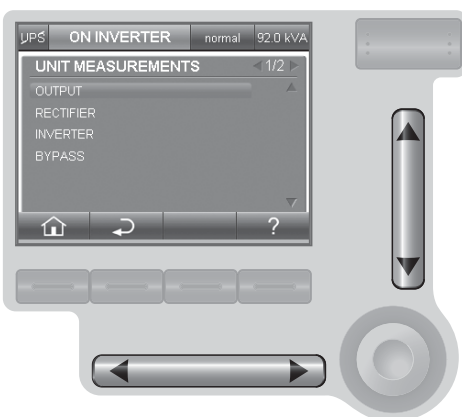 UPS ON INVERTER normal 92.0 kVA
UNIT MEASUREMENTS 1/2
OUTPUT
RECTIFIER
INVERTER
BYPASS
?